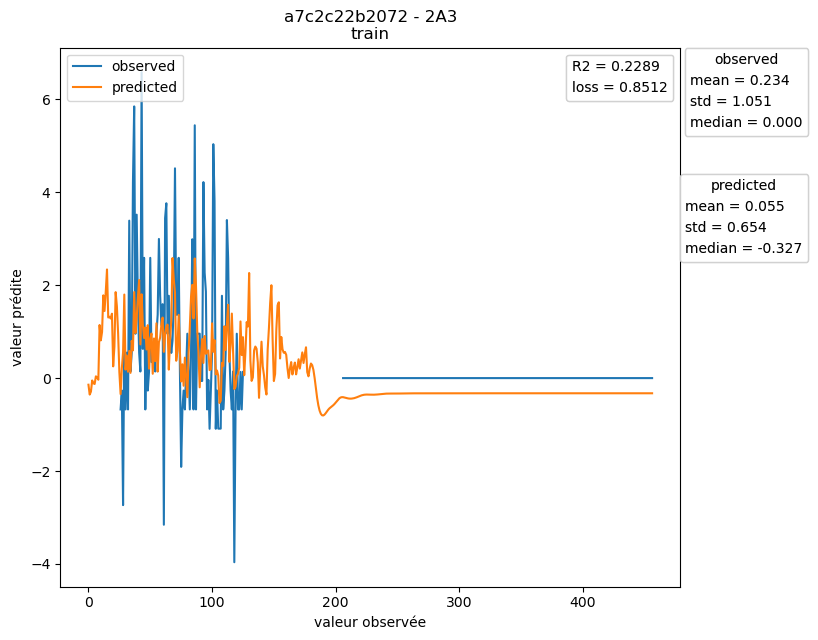 a7c2c22b2072 - 2A3
train
observed
predicted
R2 = 0.2289
loss = 0.8512
observed
mean = 0.234
std = 1.051
median = 0.000
predicted
mean = 0.055
std = 0.654
median = -0.327
valeur prédite
6
4
2
0
−2
−4
0
100
200
300
400
valeur observée